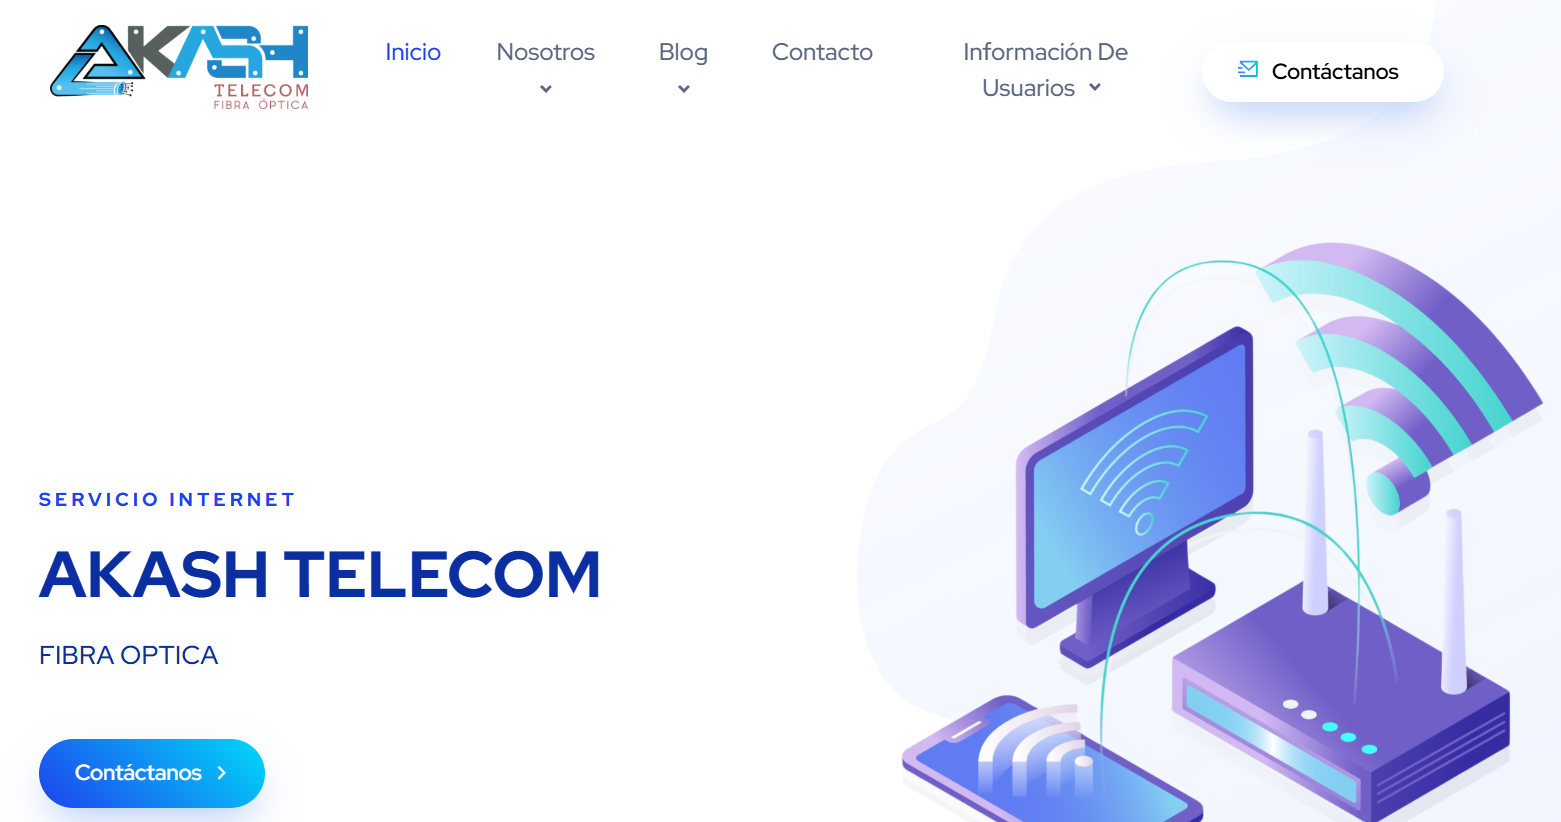 AKASH
TELECOM
FIBRA ÓPTICA
Inicio
Nosotros
Blog
Contacto
Información De
Usuarios
Contáctanos
SERVICIO INTERNET
AKASH TELECOM
FIBRA OPTICA
Contáctanos